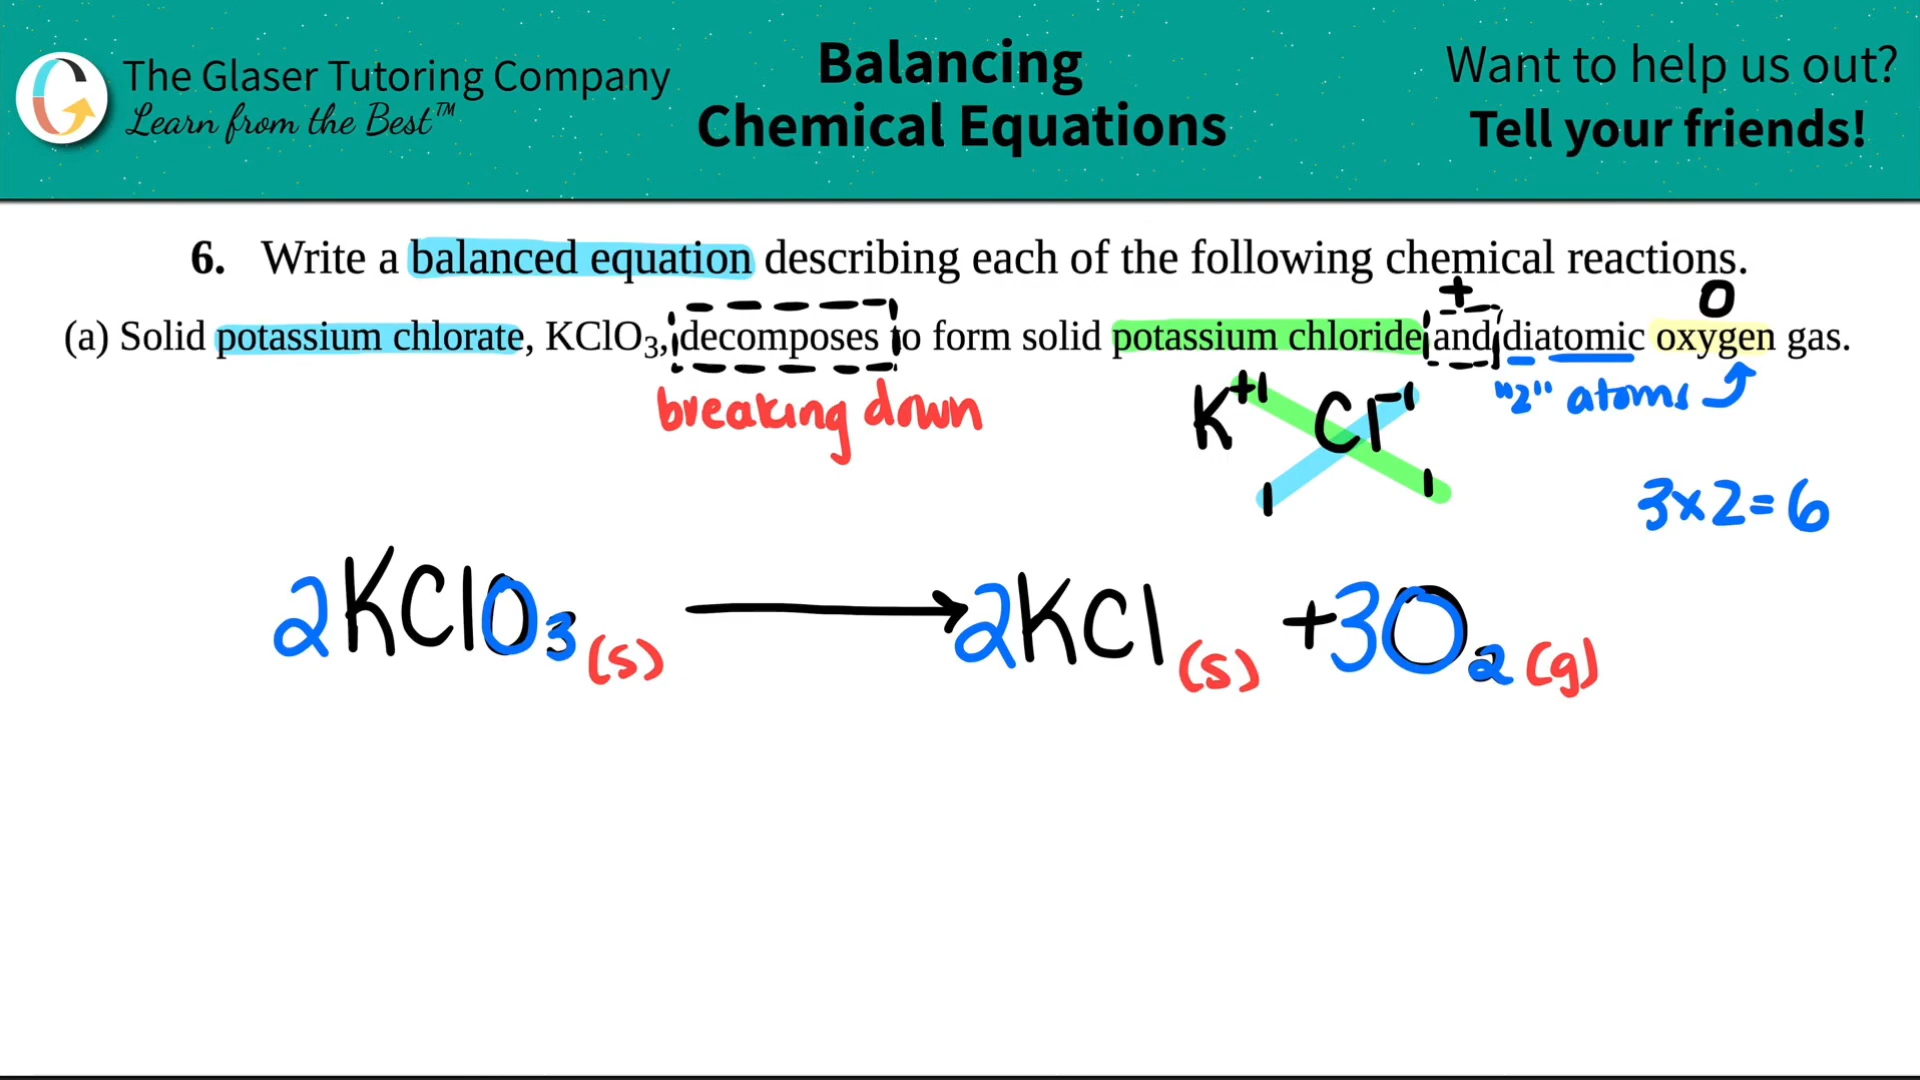 The Glaser Tutoring Company
Learn from the Best™
Balancing
Chemical Equations
Want to help us out?
Tell your friends!
6. Write a balanced equation describing each of the following chemical reactions.
+ O
(a) Solid potassium chlorate, KClO₃, decomposes to form solid potassium chloride and diatomic oxygen gas.
breaking down
K⁺¹ Cl⁻¹
"2" atoms
1 1
3x2=6
2KClO₃(s) → 2KCl(s) + 3O₂(g)